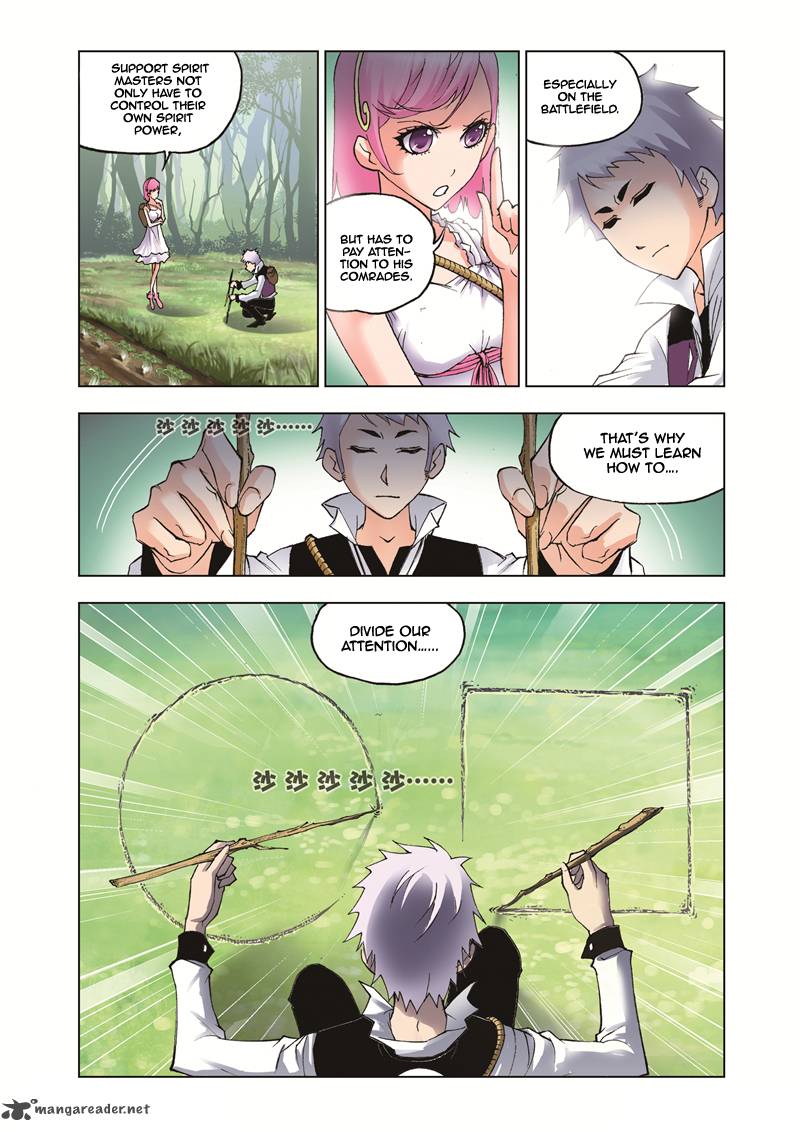 SUPPORT SPIRIT
MASTERS NOT
ONLY HAVE TO
CONTROL THEIR
OWN SPIRIT
POWER,
BUT HAS TO
PAY ATTEN-
TION TO HIS
COMRADES.
ESPECIALLY
ON THE
BATTLEFIELD.
沙沙沙沙沙……
THAT'S WHY
WE MUST LEARN
HOW TO....
DIVIDE OUR
ATTENTION......
沙沙沙沙沙……
mangareader.net